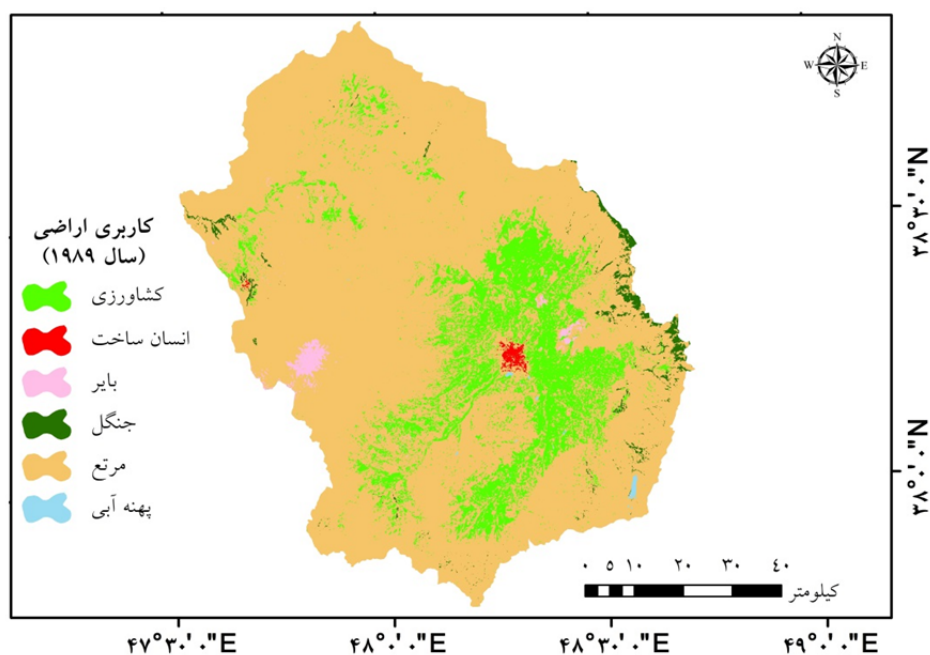 N
W E
S
کاربری اراضی
(سال ۱۹۸۹)
کشاورزی
انسان ساخت
بایر
جنگل
مرتع
پهنه آبی
۳۸°۳۰'۰"N
۳۸°۰'۰"N
۰ ۵ ۱۰ ۲۰ ۳۰ ۴۰
کیلومتر
۴۷°۳۰'۰"E ۴۸°۰'۰"E ۴۸°۳۰'۰"E ۴۹°۰'۰"E